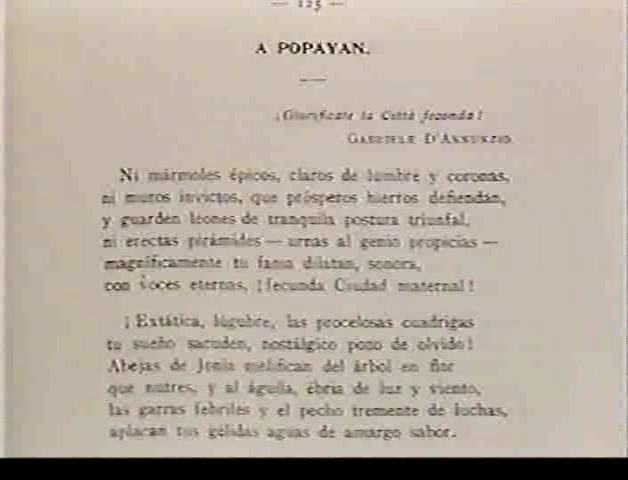 — 125 —
A POPAYAN.
¡Glorificate la Città feconda!
GABRIELE D'ANNUNZIO
Ni mármoles épicos, claros de lumbre y coronas,
ni muros invictos, que prósperos hierros defiendan,
y guarden leones de tranquila postura triunfal,
ni erectas pirámides — urnas al genio propicias —
magníficamente tu fama dilatan, sonora,
con voces eternas, ¡fecunda Ciudad maternal!
¡Extática, lúgubre, las procelosas cuadrigas
tu sueño sacuden, nostálgico pozo de olvido!
Abejas de Jonia melifican del árbol en flor
que nutres, y al águila, ebria de luz y viento,
las garras febriles y el pecho tremente de luchas,
aplacan tus gélidas aguas de amargo sabor.